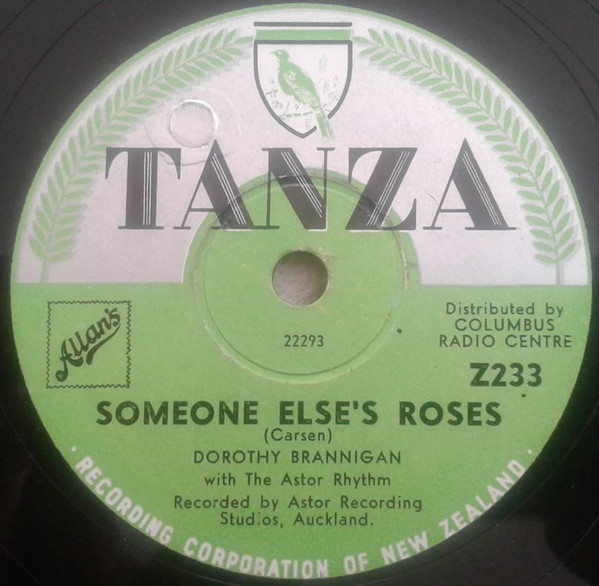 TANZA
22293
Allan's
Distributed by
COLUMBUS
RADIO CENTRE
Z233
SOMEONE ELSE'S ROSES
(Carsen)
DOROTHY BRANNIGAN
with The Astor Rhythm
Recorded by Astor Recording
Studios, Auckland.
· RECORDING CORPORATION OF NEW ZEALAND ·